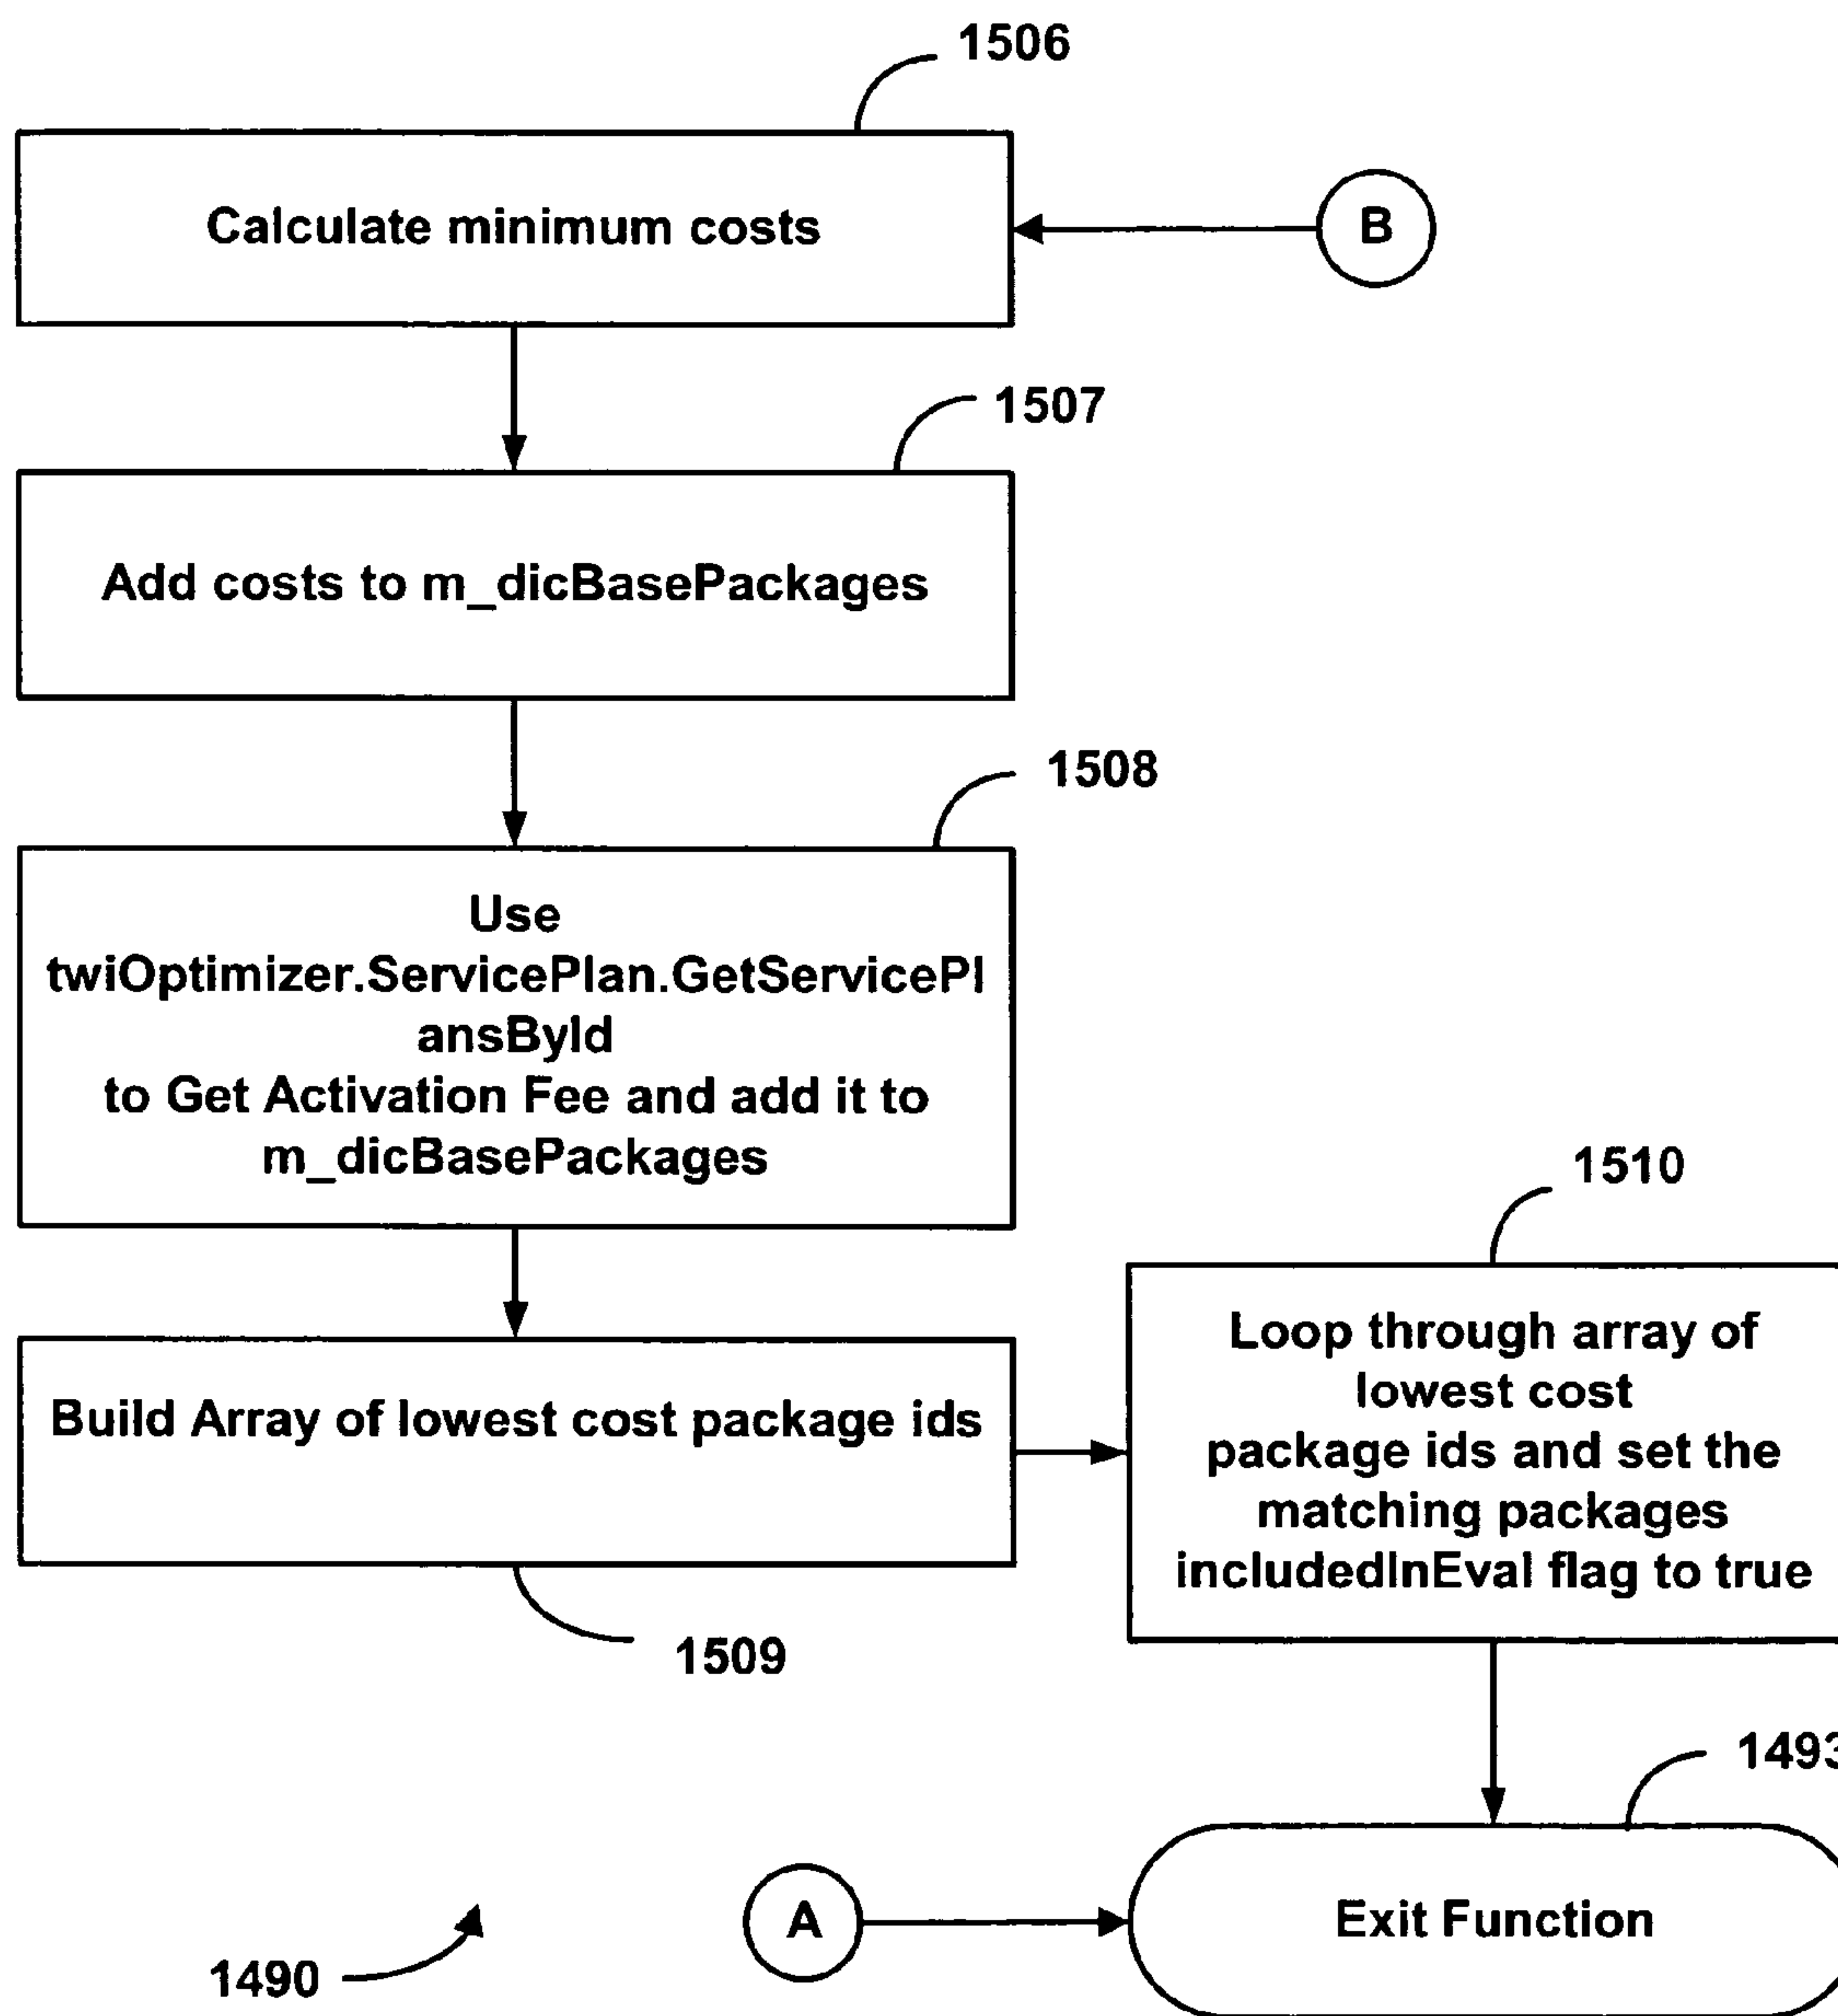 1506
Calculate minimum costs
B
1507
Add costs to m_dicBasePackages
1508
Use
twiOptimizer.ServicePlan.GetServicePl
ansById
to Get Activation Fee and add it to
m_dicBasePackages
1510
Build Array of lowest cost package ids
1509
Loop through array of
lowest cost
package ids and set the
matching packages
includedInEval flag to true
1493
A
Exit Function
1490